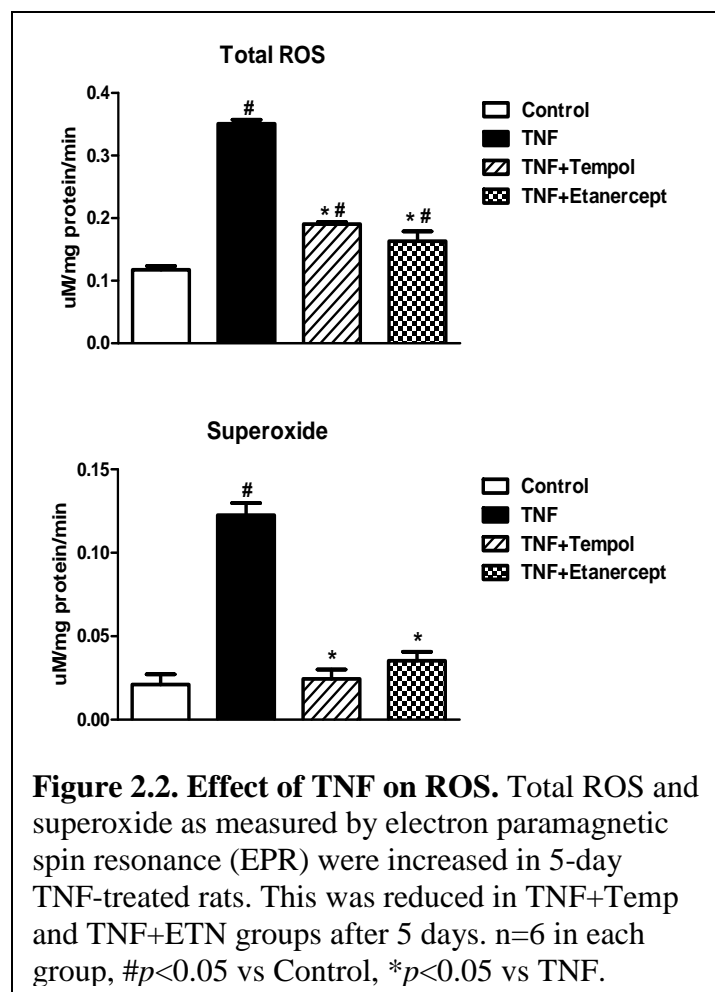 Total ROS
0.4
0.3
0.2
0.1
0.0
uM/mg protein/min
#
* #
* #
Control
TNF
TNF+Tempol
TNF+Etanercept
Superoxide
0.15
0.10
0.05
0.00
uM/mg protein/min
#
*
*
Control
TNF
TNF+Tempol
TNF+Etanercept
Figure 2.2. Effect of TNF on ROS. Total ROS and
superoxide as measured by electron paramagnetic
spin resonance (EPR) were increased in 5-day
TNF-treated rats. This was reduced in TNF+Temp
and TNF+ETN groups after 5 days. n=6 in each
group, #p<0.05 vs Control, *p<0.05 vs TNF.